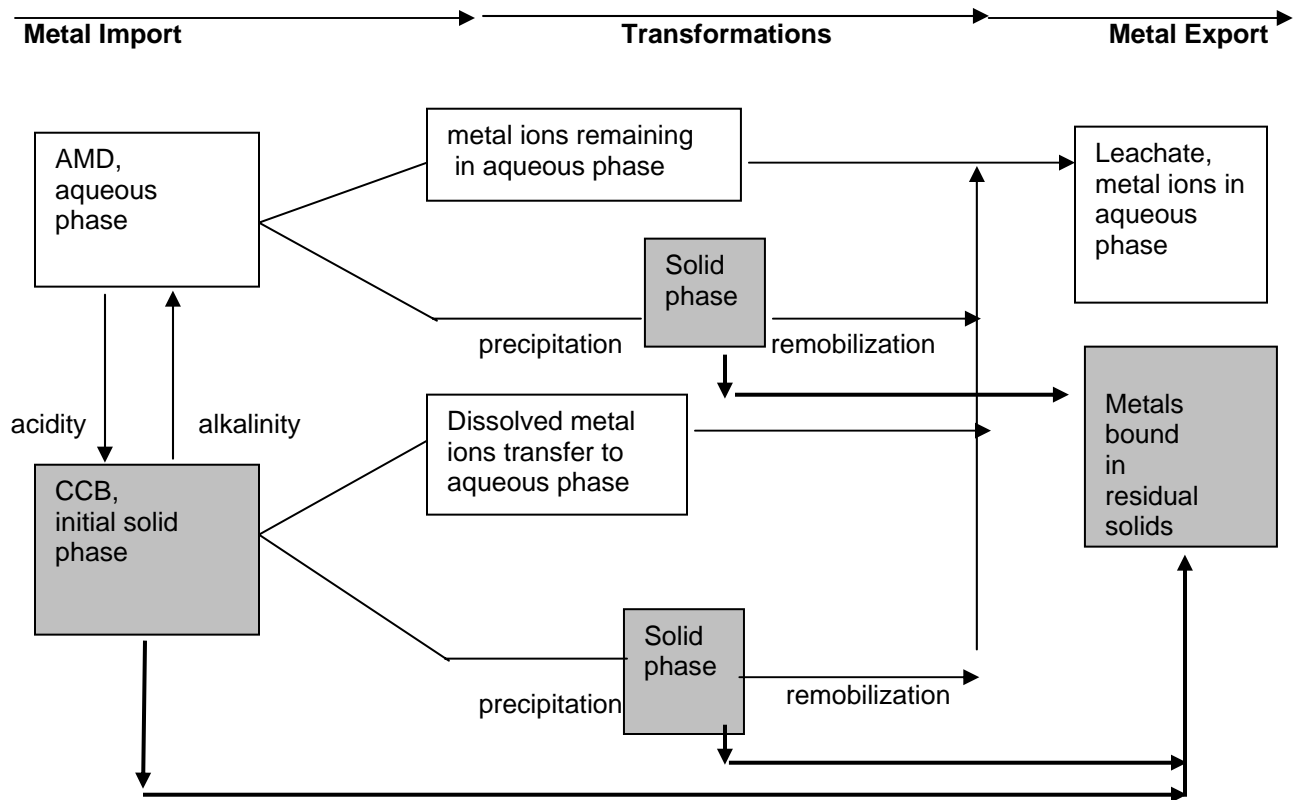 Metal Import
Transformations
Metal Export
AMD,
aqueous
phase
metal ions remaining
in aqueous phase
Leachate,
metal ions in
aqueous
phase
Solid
phase
precipitation
remobilization
acidity
alkalinity
Dissolved metal
ions transfer to
aqueous phase
Metals
bound
in
residual
solids
CCB,
initial solid
phase
Solid
phase
precipitation
remobilization